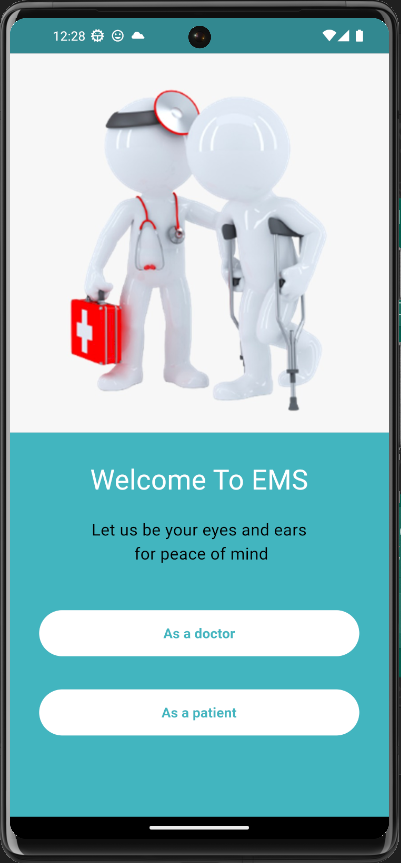 12:28
Welcome To EMS
Let us be your eyes and ears
for peace of mind
As a doctor
As a patient